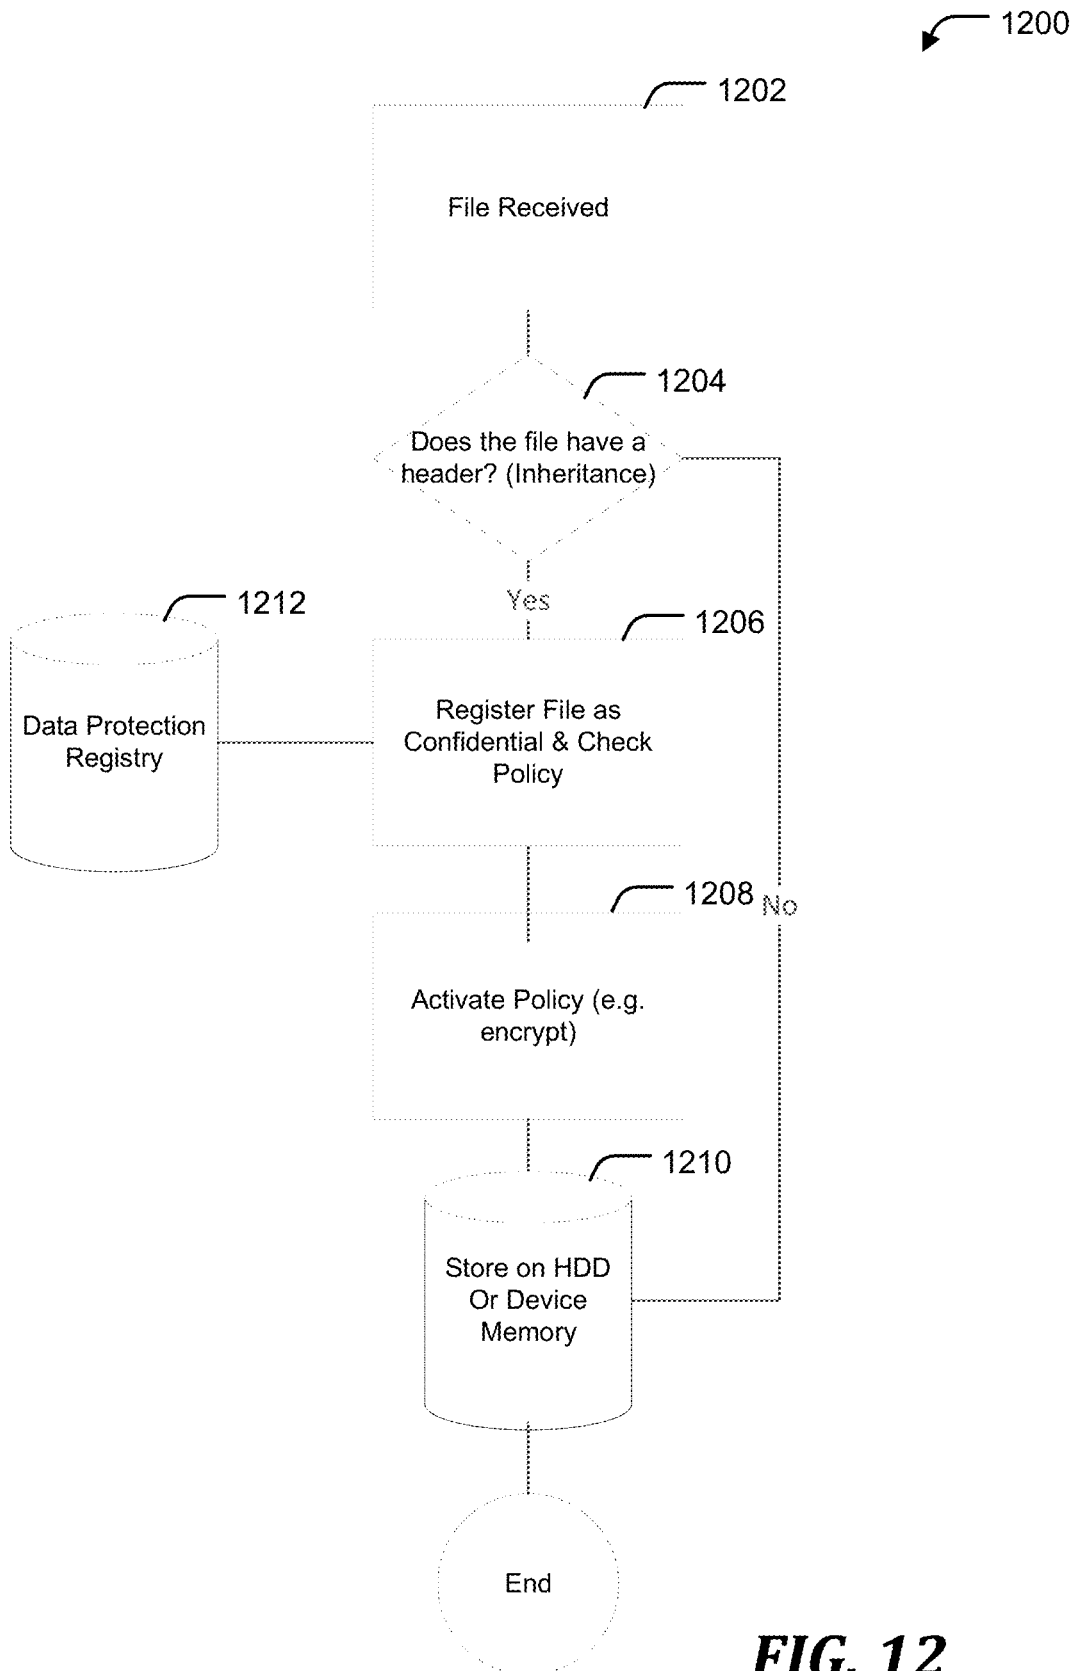 1200
1202
File Received
1204
Does the file have a
header? (Inheritance)
Yes
1212
1206
Data Protection
Registry
Register File as
Confidential & Check
Policy
1208
No
Activate Policy (e.g.
encrypt)
1210
Store on HDD
Or Device
Memory
End
FIG. 12